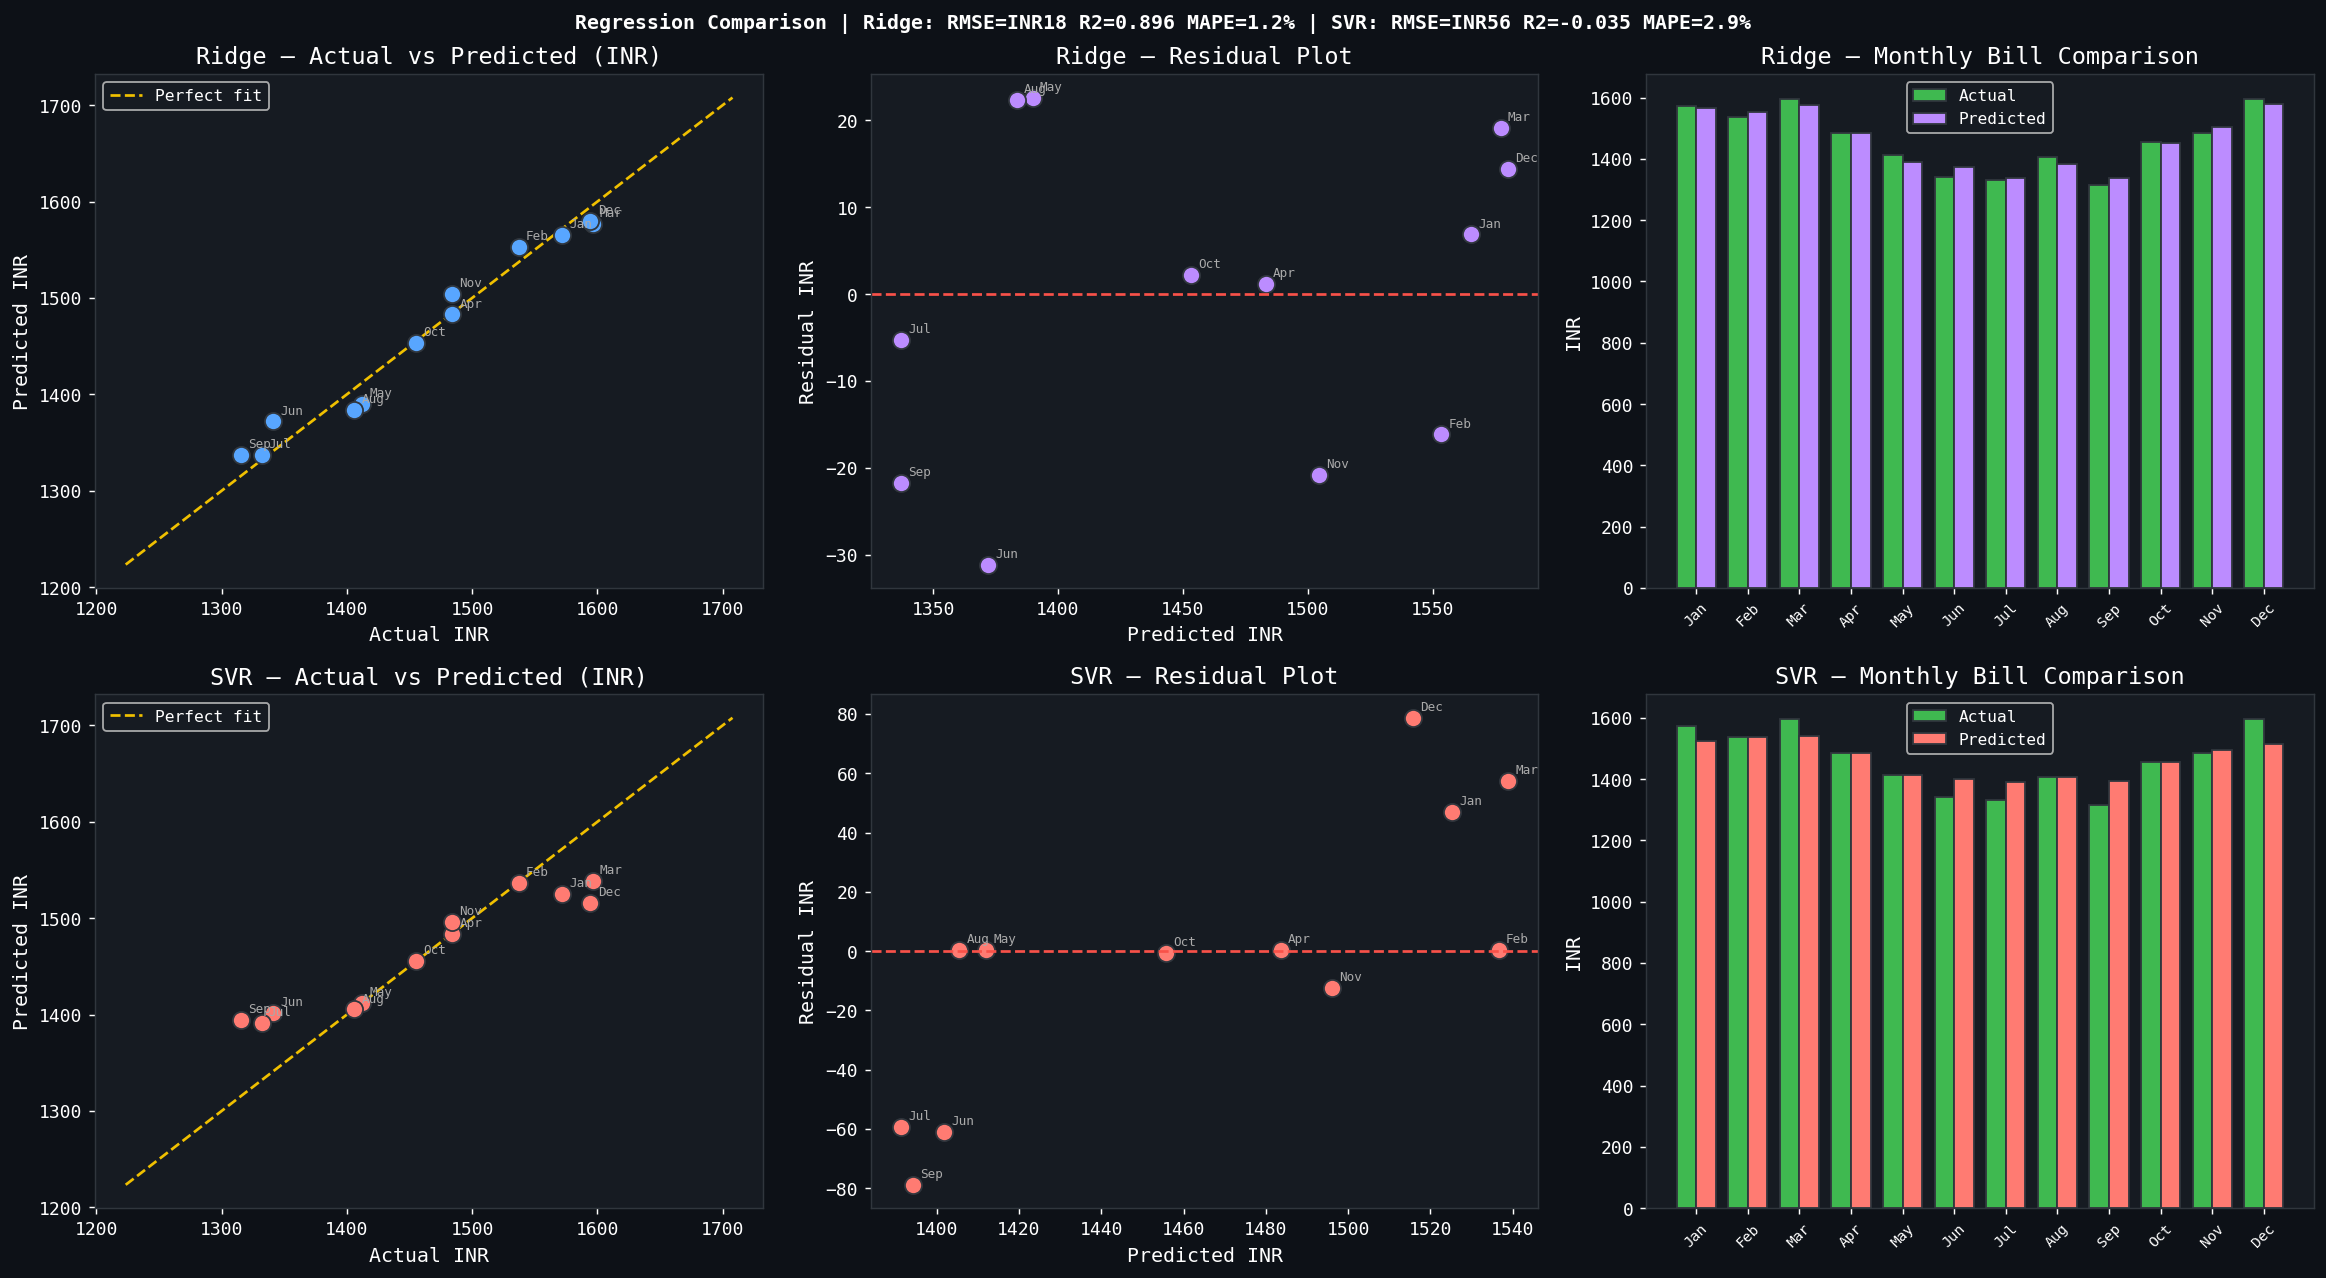 Regression Comparison | Ridge: RMSE=INR18 R2=0.896 MAPE=1.2% | SVR: RMSE=INR56 R2=-0.035 MAPE=2.9%
Ridge — Actual vs Predicted (INR)
Perfect fit
Predicted INR
1700
1600
1500
1400
1300
1200
Dec
Mar
Jan
Feb
Nov
Apr
Oct
May
Aug
Jun
Sep
Jul
1200 1300 1400 1500 1600 1700
Actual INR
Ridge — Residual Plot
Residual INR
20
10
0
−10
−20
−30
Aug
May
Mar
Dec
Jan
Oct
Apr
Jul
Feb
Sep
Nov
Jun
1350 1400 1450 1500 1550
Predicted INR
Ridge — Monthly Bill Comparison
Actual
Predicted
INR
1600
1400
1200
1000
800
600
400
200
0
Jan Feb Mar Apr May Jun Jul Aug Sep Oct Nov Dec
SVR — Actual vs Predicted (INR)
Perfect fit
Predicted INR
1700
1600
1500
1400
1300
1200
Mar
Feb
Jan
Dec
Nov
Apr
Oct
May
Aug
Jun
Sep
Jul
1200 1300 1400 1500 1600 1700
Actual INR
SVR — Residual Plot
Residual INR
80
60
40
20
0
−20
−40
−60
−80
Dec
Mar
Jan
Aug
May
Oct
Apr
Feb
Nov
Jul
Jun
Sep
1400 1420 1440 1460 1480 1500 1520 1540
Predicted INR
SVR — Monthly Bill Comparison
Actual
Predicted
INR
1600
1400
1200
1000
800
600
400
200
0
Jan Feb Mar Apr May Jun Jul Aug Sep Oct Nov Dec